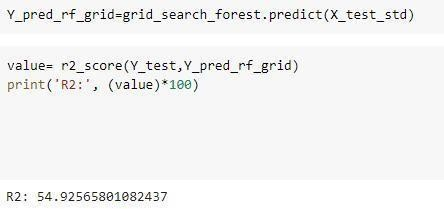 Y_pred_rf_grid=grid_search_forest.predict(X_test_std)
value= r2_score(Y_test,Y_pred_rf_grid)
print('R2:', (value)*100)
R2: 54.92565801082437